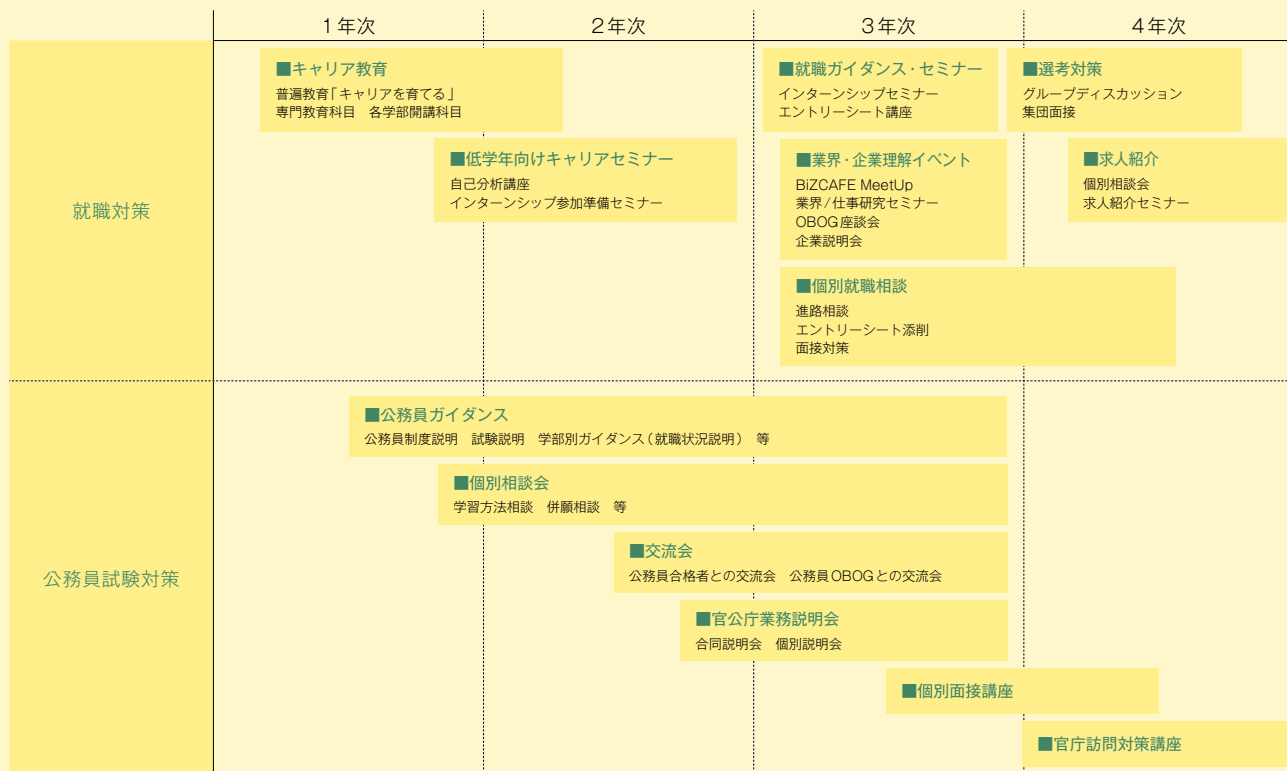 1年次 2年次 3年次 4年次
就職対策
■キャリア教育
普遍教育「キャリアを育てる」
専門教育科目 各学部開講科目
■低学年向けキャリアセミナー
自己分析講座
インターンシップ参加準備セミナー
■就職ガイダンス・セミナー
インターンシップセミナー
エントリーシート講座
■業界・企業理解イベント
BiZCAFE MeetUp
業界/仕事研究セミナー
OBOG座談会
企業説明会
■個別就職相談
進路相談
エントリーシート添削
面接対策
■選考対策
グループディスカッション
集団面接
■求人紹介
個別相談会
求人紹介セミナー
公務員試験対策
■公務員ガイダンス
公務員制度説明 試験説明 学部別ガイダンス(就職状況説明) 等
■個別相談会
学習方法相談 併願相談 等
■交流会
公務員合格者との交流会 公務員OBOGとの交流会
■官公庁業務説明会
合同説明会 個別説明会
■個別面接講座
■官庁訪問対策講座